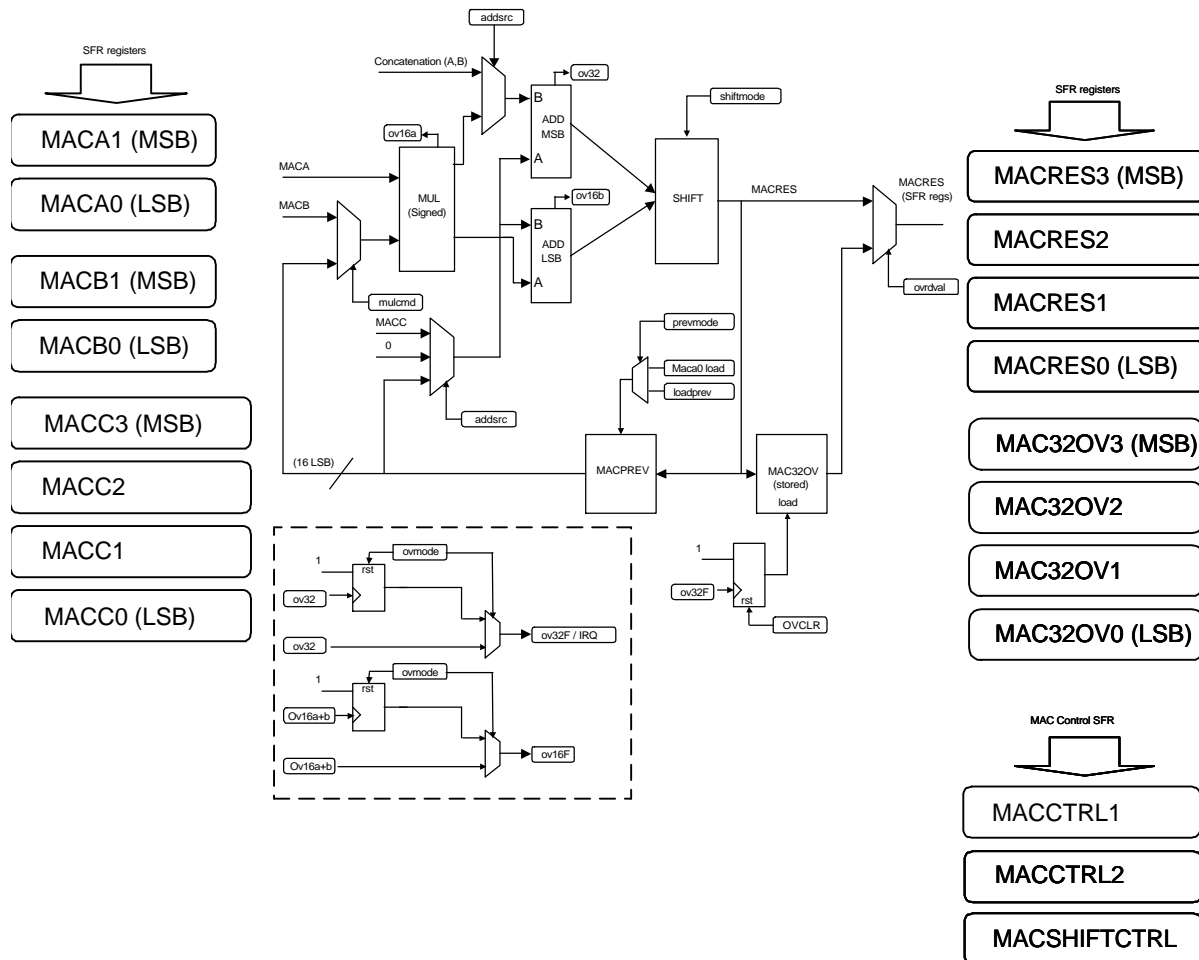 SFR registers
MACA1 (MSB)
MACA0 (LSB)
MACB1 (MSB)
MACB0 (LSB)
MACC3 (MSB)
MACC2
MACC1
MACC0 (LSB)
addsrc
Concatenation (A,B)
ov32
B
ADD
MSB
A
ov16a
MACA
MACB
MUL
(Signed)
ov16b
B
ADD
LSB
A
mulcmd
MACC
0
addsrc
shiftmode
SHIFT
MACRES
MACRES
(SFR regs)
ovrdval
prevmode
Maca0 load
loadprev
(16 LSB)
MACPREV
MAC32OV
(stored)
load
1
ov32F
rst
OVCLR
ovmode
1
rst
ov32
ov32
ov32F / IRQ
ovmode
1
rst
Ov16a+b
Ov16a+b
ov16F
SFR registers
MACRES3 (MSB)
MACRES2
MACRES1
MACRES0 (LSB)
MAC32OV3 (MSB)
MAC32OV2
MAC32OV1
MAC32OV0 (LSB)
MAC Control SFR
MACCTRL1
MACCTRL2
MACSHIFTCTRL